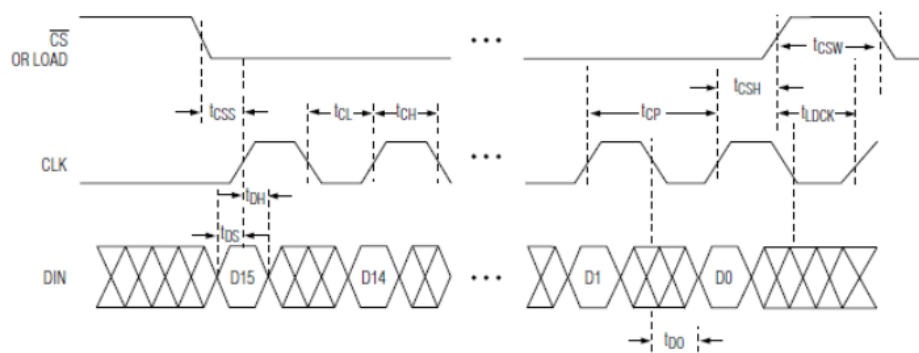 CS
OR LOAD
tCSS
tCL
tCH
tCP
tCSH
tCSW
tLDCK
CLK
tDH
tDS
DIN
D15
D14
D1
D0
tDO